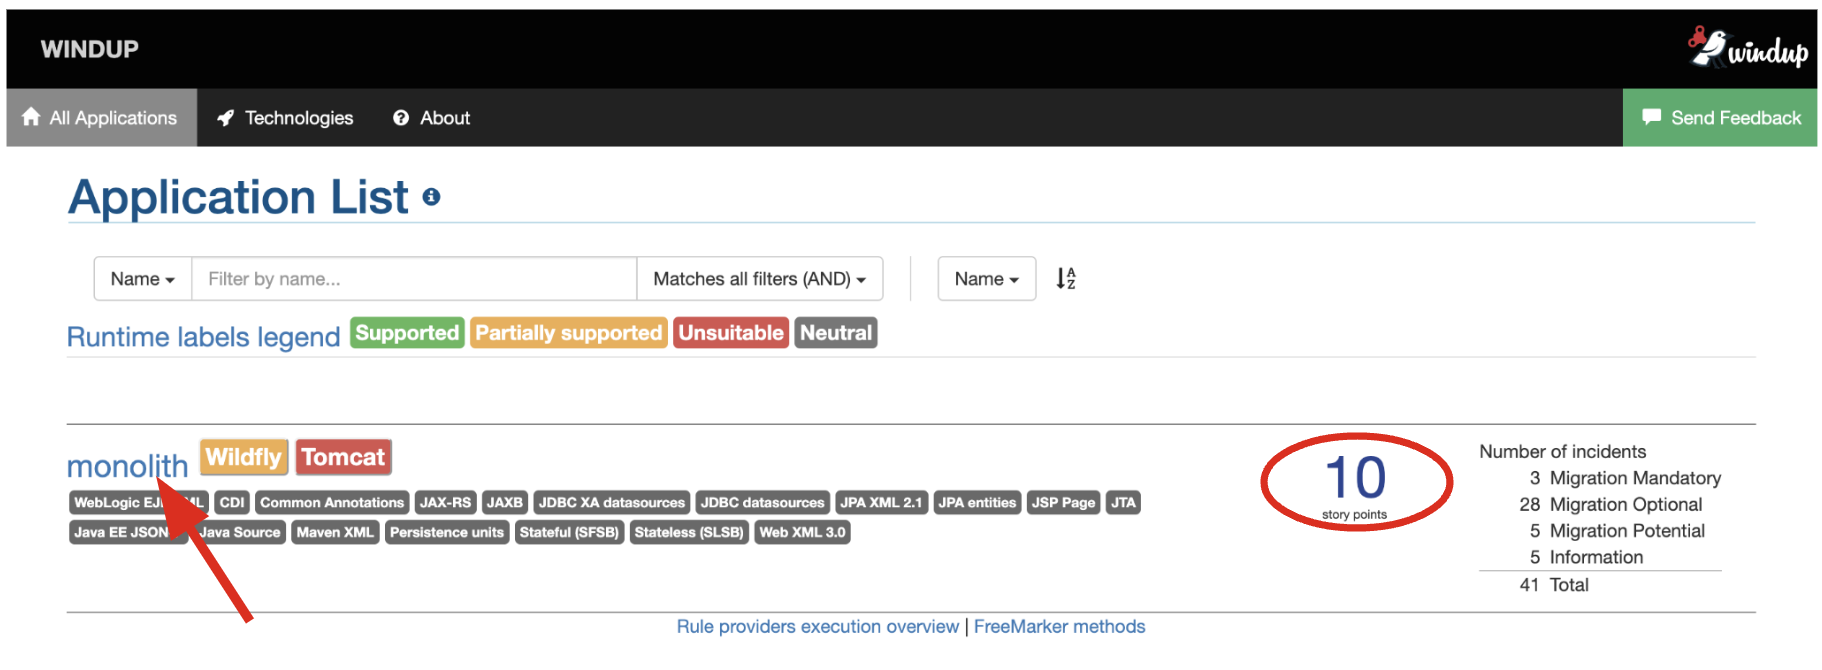 WINDUP
windup
All Applications Technologies About Send Feedback
Application List
Name Filter by name... Matches all filters (AND) Name
Runtime labels legend Supported Partially supported Unsuitable Neutral
monolith Wildfly Tomcat
10
story points
WebLogic CDI Common Annotations JAX-RS JAXB JDBC XA datasources JDBC datasources JPA XML 2.1 JPA entities JSP Page JTA
Java EE JSON Java Source Maven XML Persistence units Stateful (SFSB) Stateless (SLSB) Web XML 3.0
Number of incidents
3 Migration Mandatory
28 Migration Optional
5 Migration Potential
5 Information
41 Total
Rule providers execution overview | FreeMarker methods